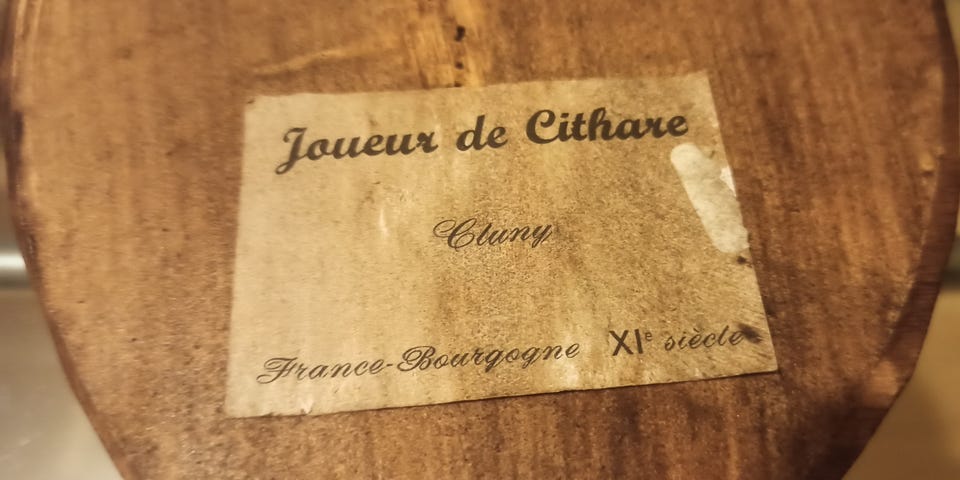 Joueur de Cithare
Cluny
France-Bourgogne XIe siècle